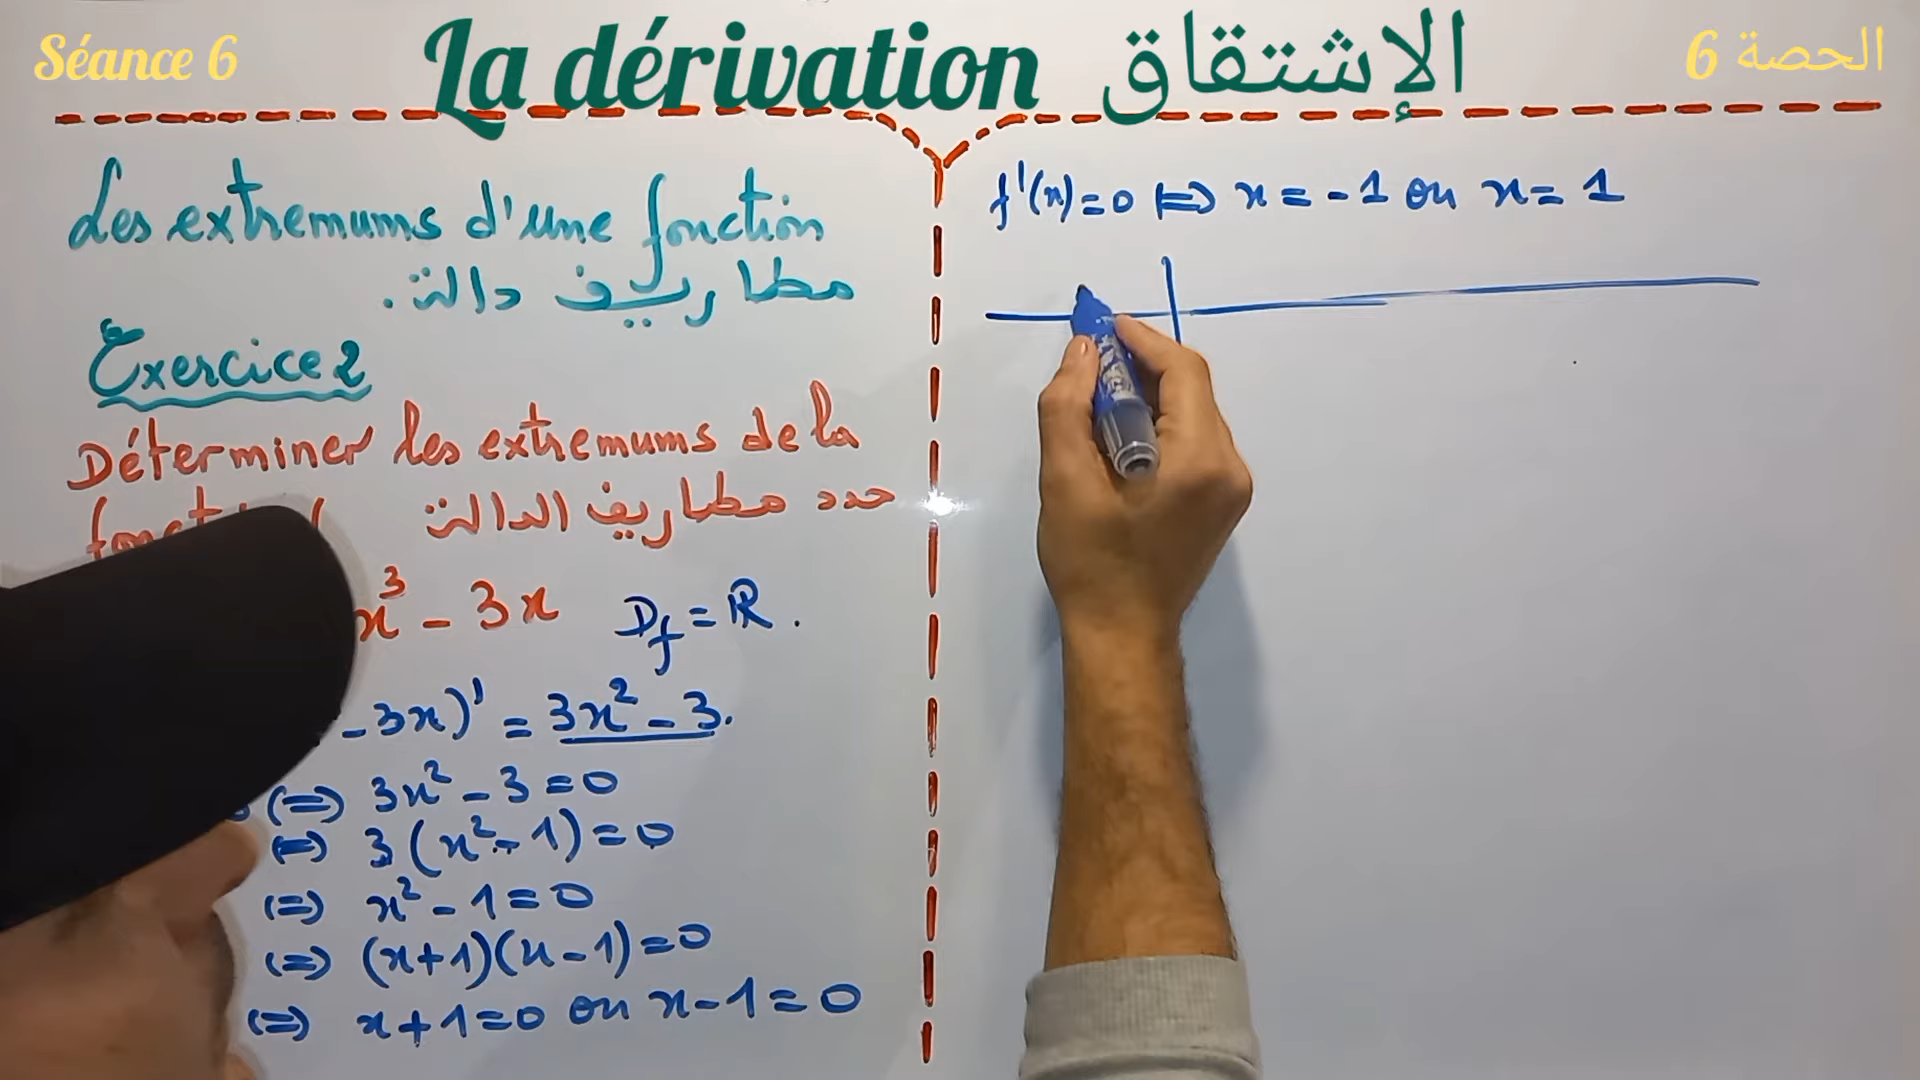 Séance 6
La dérivation الإشتقاق
الحصة 6
Les extremums d'une fonction
مطاريف دالة.
Exercice 2
Déterminer les extremums de la
حدد مطاريف الدالة
x³ - 3x   Df = ℝ.
- 3x)' = 3x² - 3.
(=) 3x² - 3 = 0
(=) 3(x² - 1) = 0
(=) x² - 1 = 0
(=) (x+1)(x-1) = 0
(=) x+1=0 ou x-1=0
f'(x)=0 (=) x = -1 ou x = 1